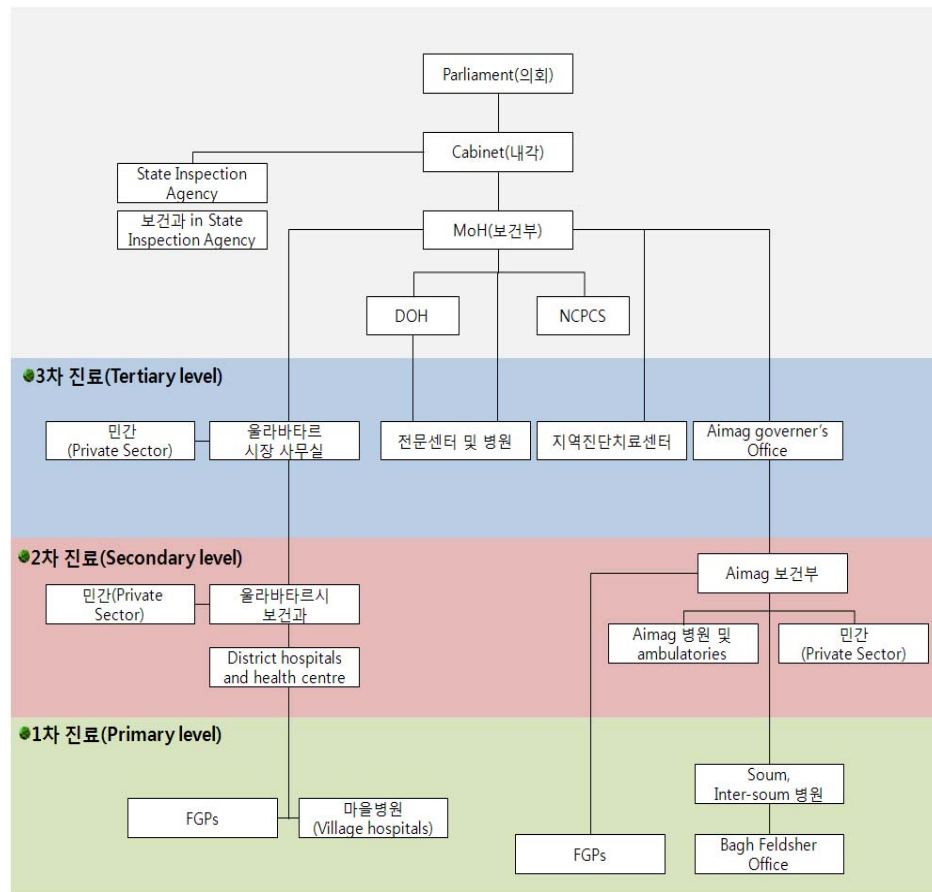 Parliament(의회)
Cabinet(내각)
State Inspection
Agency
보건과 in State
Inspection Agency
MoH(보건부)
DOH
NCPCS
3차 진료(Tertiary level)
민간
(Private Sector)
울라바타르
시장 사무실
전문센터 및 병원
지역진단치료센터
Aimag governer's
Office
2차 진료(Secondary level)
민간(Private
Sector)
울라바타르시
보건과
District hospitals
and health centre
Aimag 보건부
Aimag 병원 및
ambulatories
민간
(Private Sector)
1차 진료(Primary level)
FGPs
마을병원
(Village hospitals)
FGPs
Soum,
Inter-soum 병원
Bagh Feldsher
Office